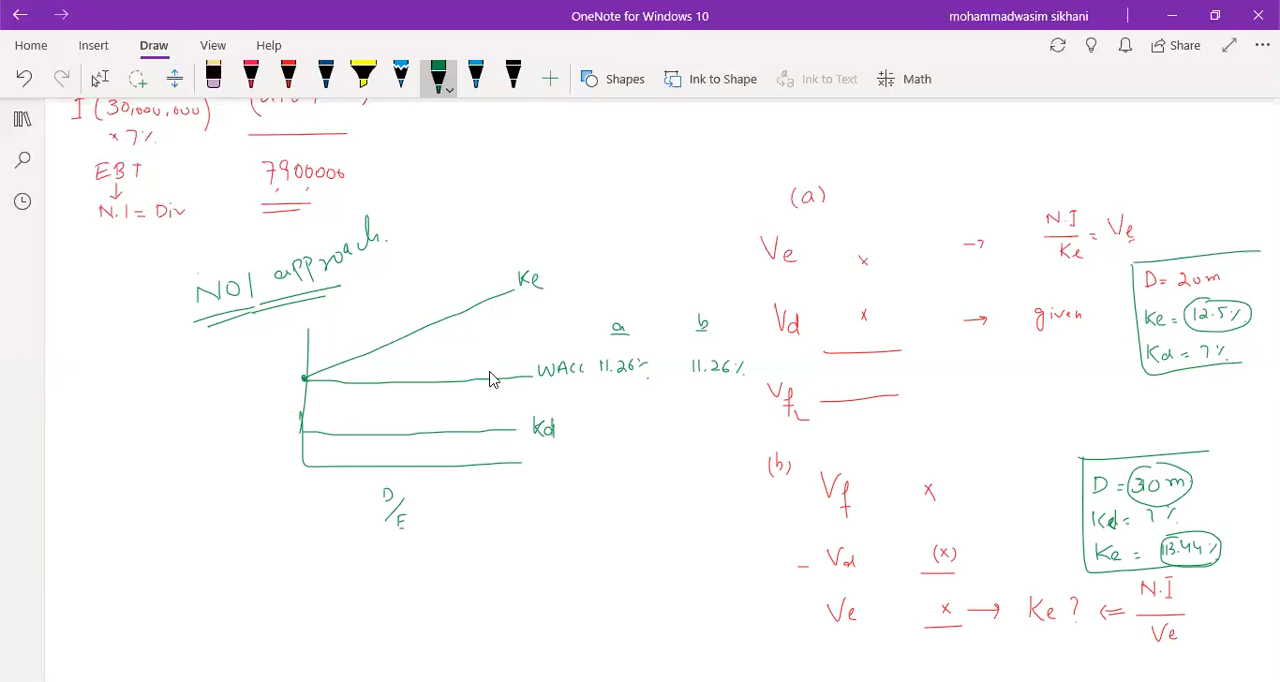 OneNote for Windows 10
mohammadwasim sikhani
Home Insert Draw View Help
Share
Shapes
Ink to Shape
Ink to Text
Math
I (30,000,000)
× 7%
EBT 7900000
↓
N.I = Div
NOI approach.
Ke
a b
WACC 11.26% 11.26%
Kd
D/E
(a)
Ve × → N.I/Ke = Ve
Vd × → given
Vf
D = 20m
Ke = 12.5%
Kd = 7%
(b)
Vf ×
- Vd (×)
Ve × → Ke? <= N.I/Ve
D = 30m
Kd = 7%
Ke = 13.44%